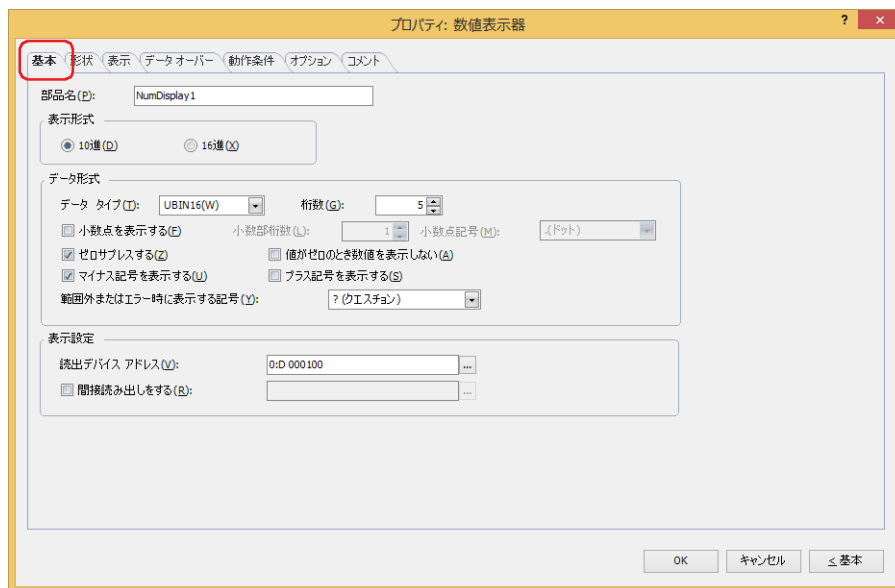 プロパティ: 数値表示器
? ×
基本 形状 表示 データ オーバー 動作条件 オプション コメント
部品名(P): NumDisplay1
表示形式
10進(D) 16進(X)
データ形式
データ タイプ(T): UBIN16(W) 桁数(G): 5
小数点を表示する(F) 小数部桁数(L): 1 小数点記号(M): .(ドット)
ゼロサプレスする(Z) 値がゼロのとき数値を表示しない(A)
マイナス記号を表示する(U) プラス記号を表示する(S)
範囲外またはエラー時に表示する記号(Y): ? (クエスチョン)
表示設定
読出デバイス アドレス(V): 0:D 000100 ...
間接読み出しをする(R): ...
OK キャンセル < 基本